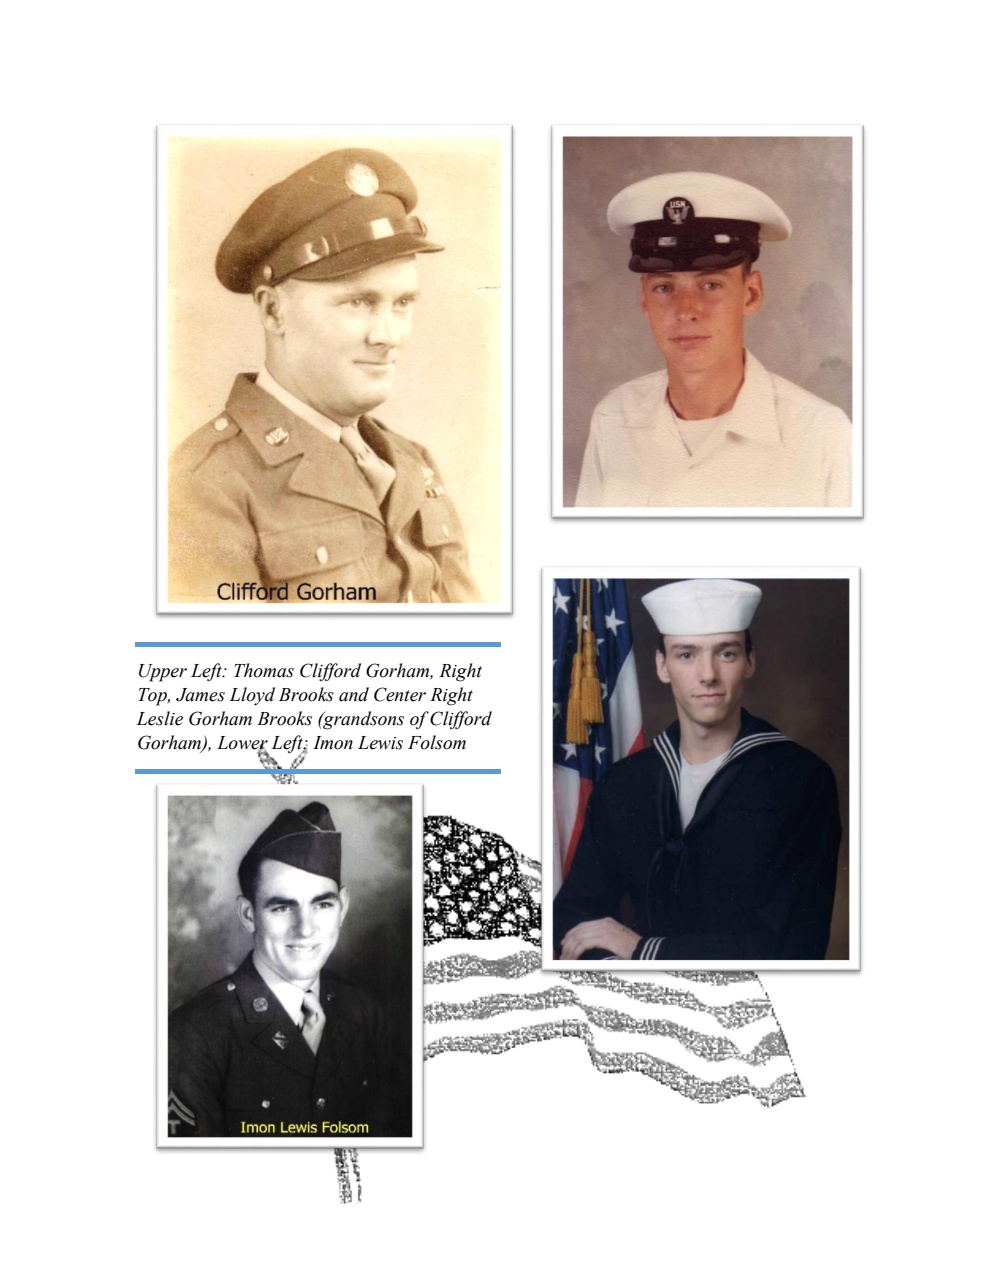 USN
Clifford Gorham
Upper Left: Thomas Clifford Gorham, Right
Top, James Lloyd Brooks and Center Right
Leslie Gorham Brooks (grandsons of Clifford
Gorham), Lower Left: Imon Lewis Folsom
Imon Lewis Folsom